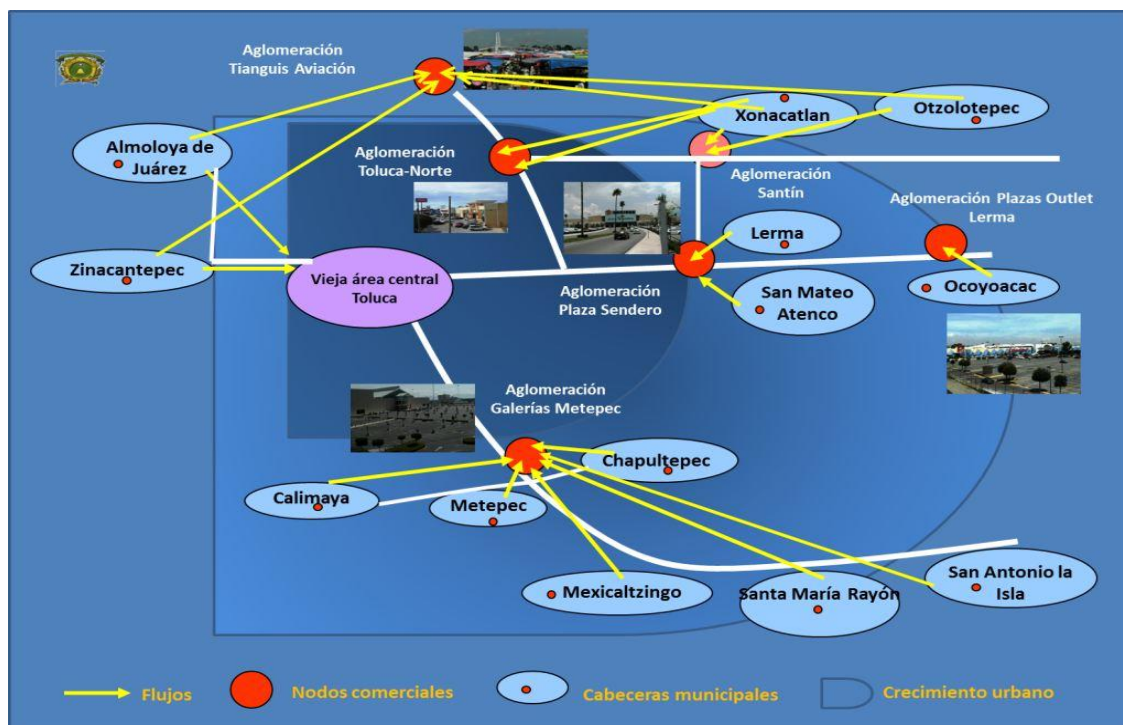 Aglomeración
Tianguis Aviación
Almoloya de
Juárez
Aglomeración
Toluca-Norte
Xonacatlan
Otzolotepec
Aglomeración
Santín
Aglomeración Plazas Outlet
Lerma
Lerma
Zinacantepec
Vieja área central
Toluca
Aglomeración
Plaza Sendero
San Mateo
Atenco
Ocoyoacac
Aglomeración
Galerías Metepec
Chapultepec
Calimaya
Metepec
Mexicaltzingo
Santa María Rayón
San Antonio la
Isla
Flujos
Nodos comerciales
Cabeceras municipales
Crecimiento urbano